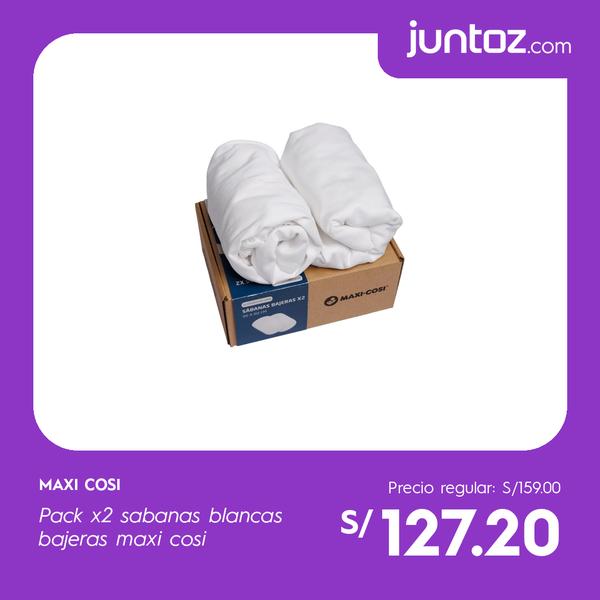 juntoz.com
SÁBANAS BAJERAS X2
MAXI-COSI
MAXI COSI
Pack x2 sabanas blancas
bajeras maxi cosi
Precio regular: S/159.00
S/127.20